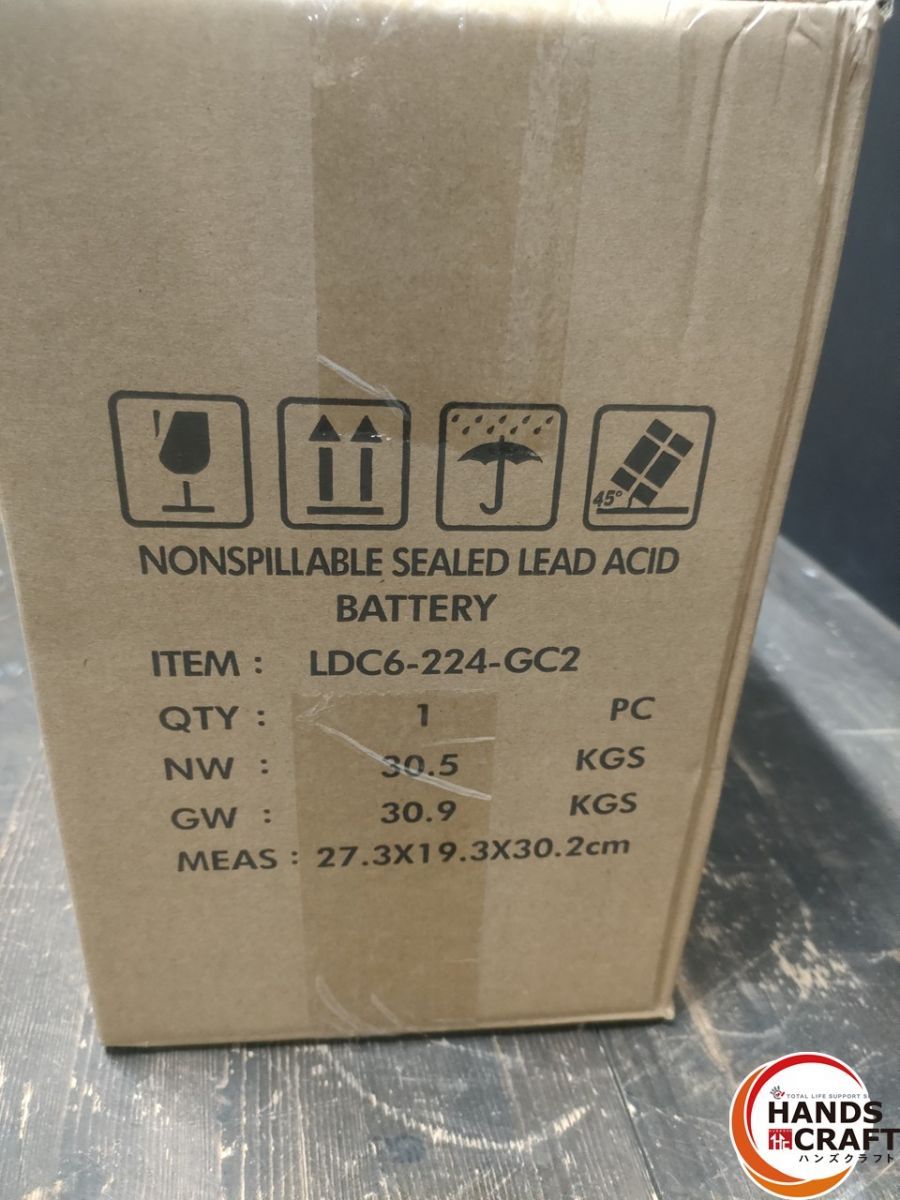 45°
NONSPILLABLE SEALED LEAD ACID
BATTERY
ITEM : LDC6-224-GC2
QTY : 1 PC
NW : 30.5 KGS
GW : 30.9 KGS
MEAS : 27.3X19.3X30.2cm
TOTAL LIFE SUPPORT
HANDS
CRAFT
ハンズクラフト